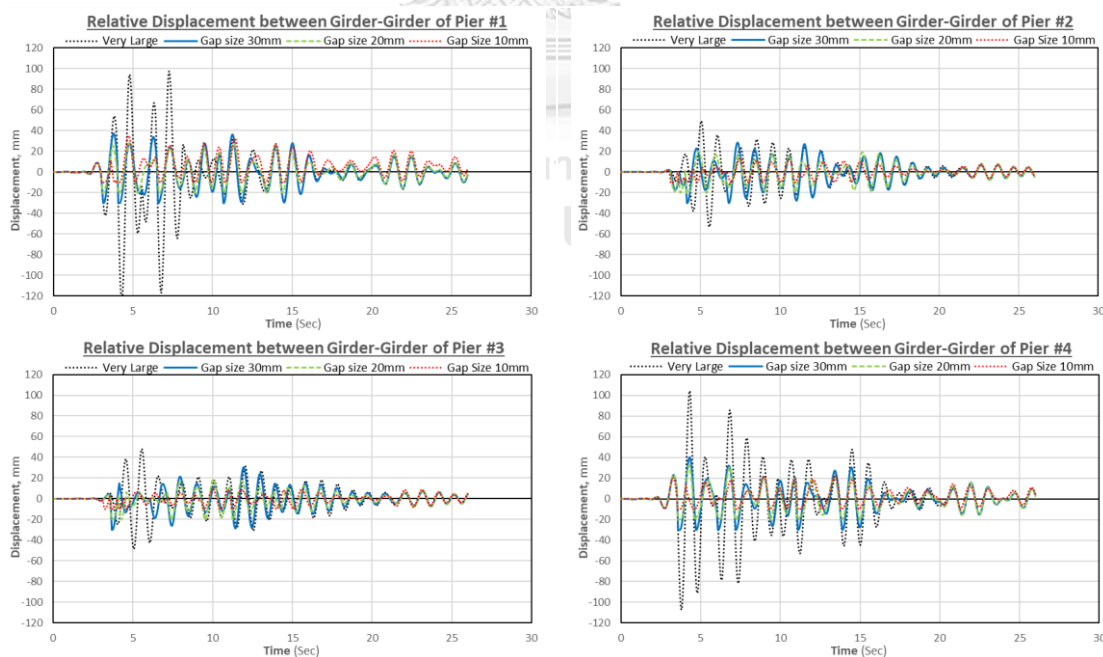 Relative Displacement between Girder-Girder of Pier #1
Very Large Gap size 30mm Gap size 20mm Gap Size 10mm
Displacement, mm
120
100
80
60
40
20
0
-20
-40
-60
-80
-100
-120
0 5 10 15 20 25 30
Time (Sec)
Relative Displacement between Girder-Girder of Pier #2
Very Large Gap size 30mm Gap size 20mm Gap Size 10mm
Displacement, mm
120
100
80
60
40
20
0
-20
-40
-60
-80
-100
-120
0 5 10 15 20 25 30
Time (Sec)
Relative Displacement between Girder-Girder of Pier #3
Very Large Gap size 30mm Gap size 20mm Gap Size 10mm
Displacement, mm
120
100
80
60
40
20
0
-20
-40
-60
-80
-100
-120
0 5 10 15 20 25 30
Time (Sec)
Relative Displacement between Girder-Girder of Pier #4
Very Large Gap size 30mm Gap size 20mm Gap Size 10mm
Displacement, mm
120
100
80
60
40
20
0
-20
-40
-60
-80
-100
-120
0 5 10 15 20 25 30
Time (Sec)